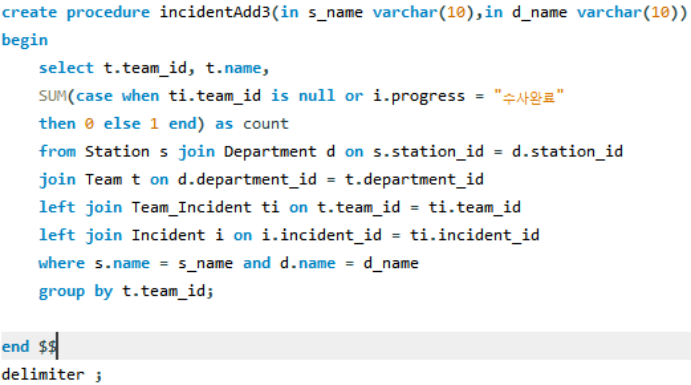 create procedure incidentAdd3(in s_name varchar(10),in d_name varchar(10))
begin
select t.team_id, t.name,
SUM(case when ti.team_id is null or i.progress = "수사완료"
then 0 else 1 end) as count
from Station s join Department d on s.station_id = d.station_id
join Team t on d.department_id = t.department_id
left join Team_Incident ti on t.team_id = ti.team_id
left join Incident i on i.incident_id = ti.incident_id
where s.name = s_name and d.name = d_name
group by t.team_id;
end $$
delimiter ;